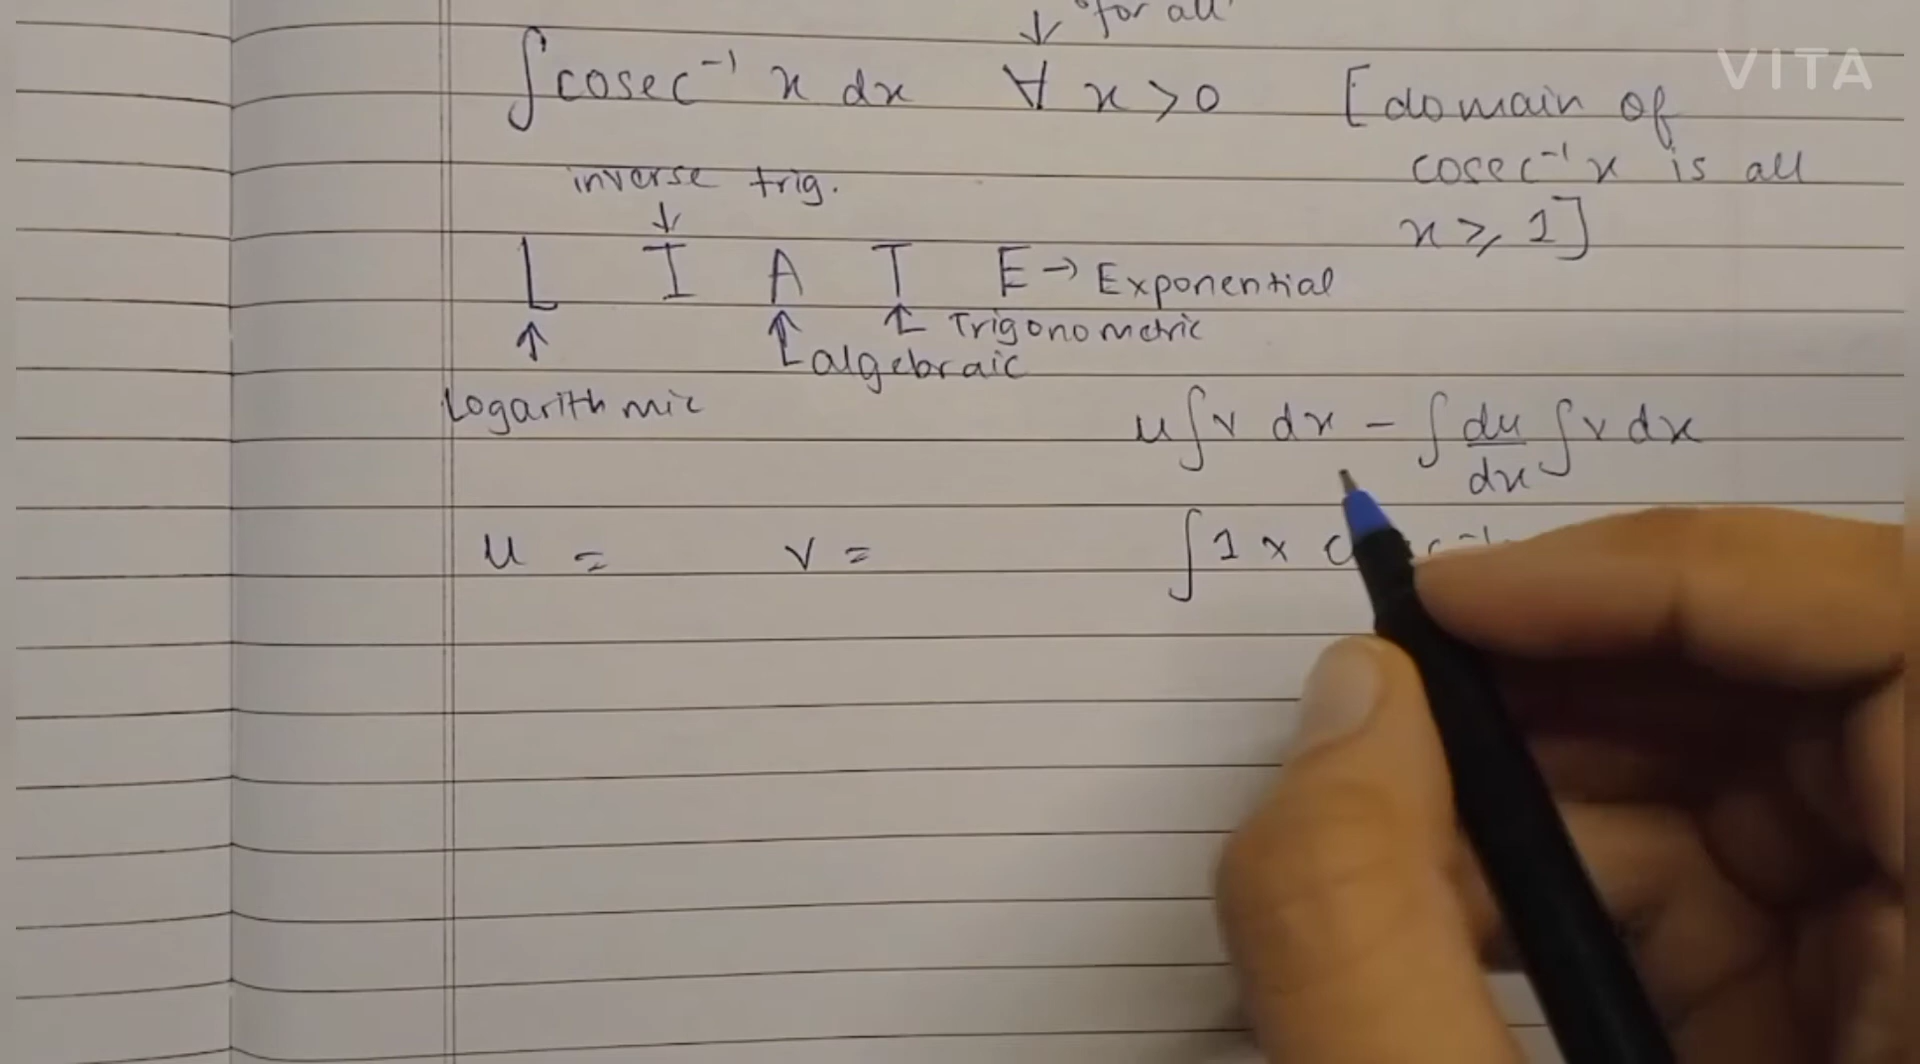 "for all"
∫cosec⁻¹ x dx ∀ x > 0 [domain of
cosec⁻¹ x is all
x ≥ 1]
inverse trig.
L I A T E → Exponential
Trigonometric
algebraic
Logarithmic
u∫v dx - ∫du/dx ∫v dx
u = v = ∫1 x
VITA